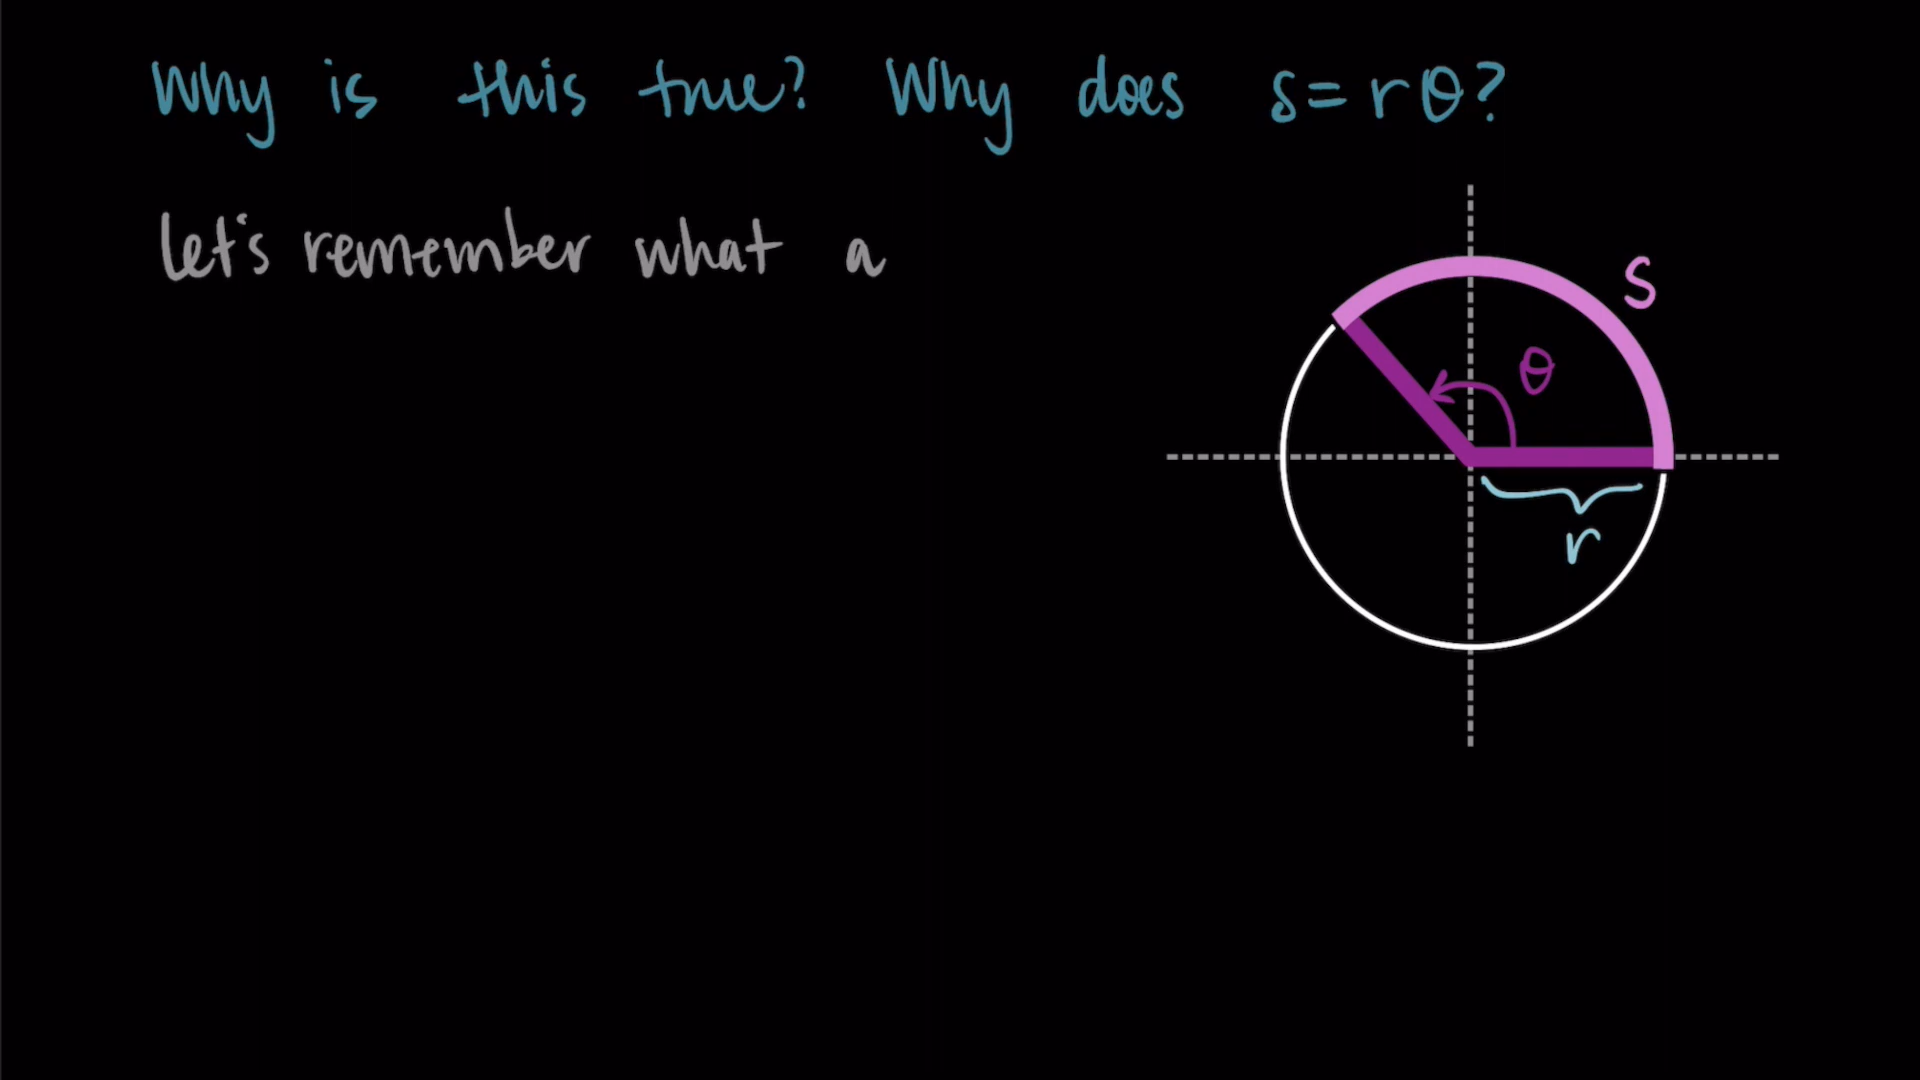 Why is this true? Why does s=rθ?
let's remember what a
s
θ
r